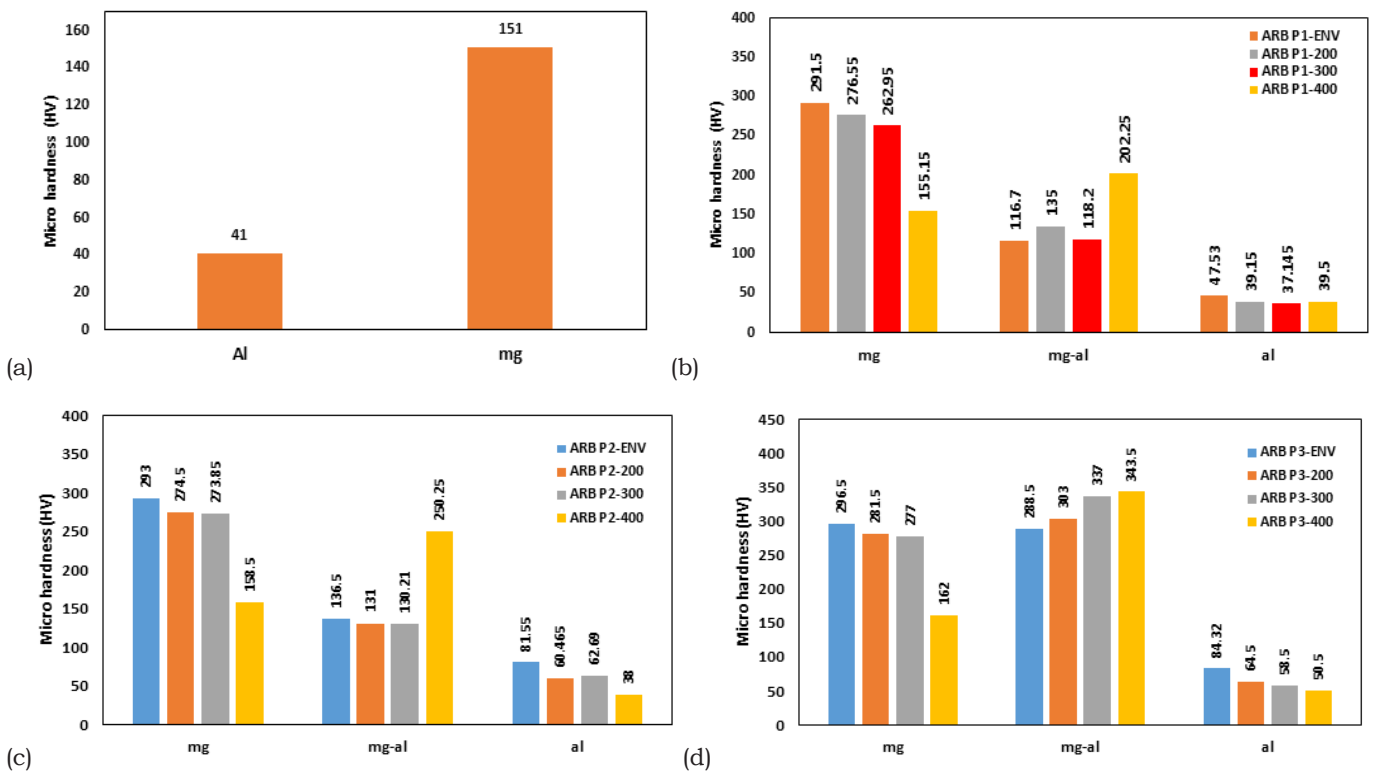 Micro hardness (HV)
160
140
120
100
80
60
40
20
0
41
151
Al
mg
(a)
Micro hardness (HV)
400
350
300
250
200
150
100
50
0
ARB P1-ENV
ARB P1-200
ARB P1-300
ARB P1-400
291.5
276.55
262.95
155.15
116.7
135
118.2
202.25
47.53
39.15
37.145
39.5
mg
mg-al
al
(b)
Micro hardness (HV)
400
350
300
250
200
150
100
50
0
ARB P2-ENV
ARB P2-200
ARB P2-300
ARB P2-400
293
274.5
273.85
158.5
136.5
131
130.21
250.25
81.55
60.465
62.69
38
mg
mg-al
al
(c)
Micro hardness (HV)
450
400
350
300
250
200
150
100
50
0
ARB P3-ENV
ARB P3-200
ARB P3-300
ARB P3-400
296.5
281.5
277
162
288.5
303
337
343.5
84.32
64.5
58.5
50.5
mg
mg-al
al
(d)